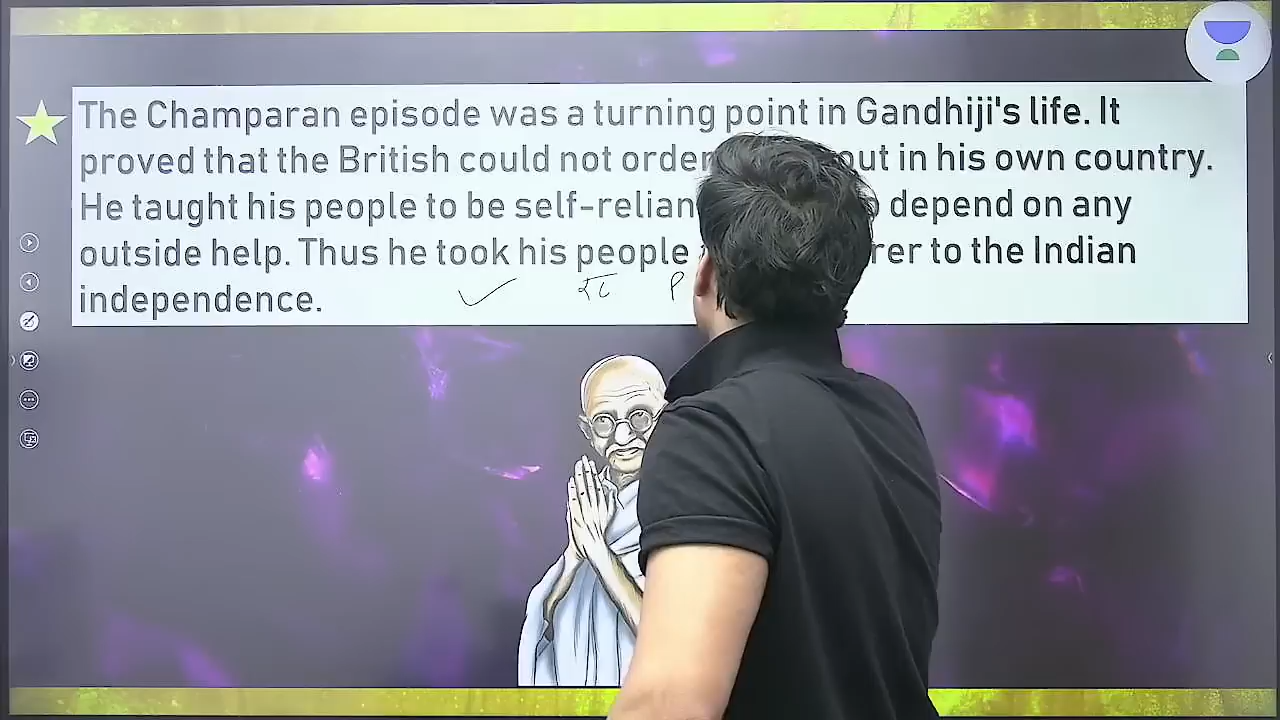 The Champaran episode was a turning point in Gandhiji's life. It
proved that the British could not order out in his own country.
He taught his people to be self-relian depend on any
outside help. Thus he took his people to the Indian
independence.